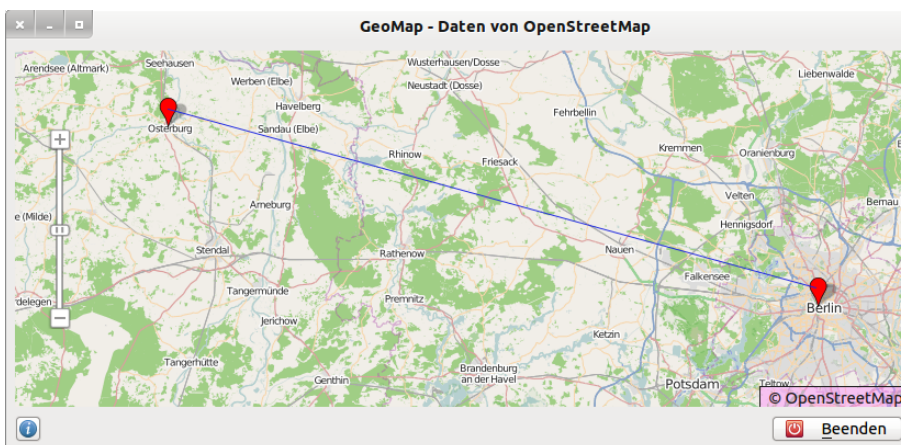 GeoMap - Daten von OpenStreetMap
Arendsee (Altmark)
Seehausen
Wusterhausen/Dosse
Liebenwalde
Werben (Elbe)
Neustadt (Dosse)
Havelberg
Fehrbellin
Osterburg
Sandau (Elbe)
Kremmen
Oranienburg
Rhinow
Friesack
Velten
Bernau
Arneburg
e (Milde)
Hennigsdorf
Stendal
Rathenow
Nauen
Falkensee
Tangermünde
Premnitz
rdelegen
Berlin
Jerichow
Ketzin
Tangerhütte
Brandenburg
an der Havel
Genthin
Potsdam
Teltow
© OpenStreetMap
Beenden